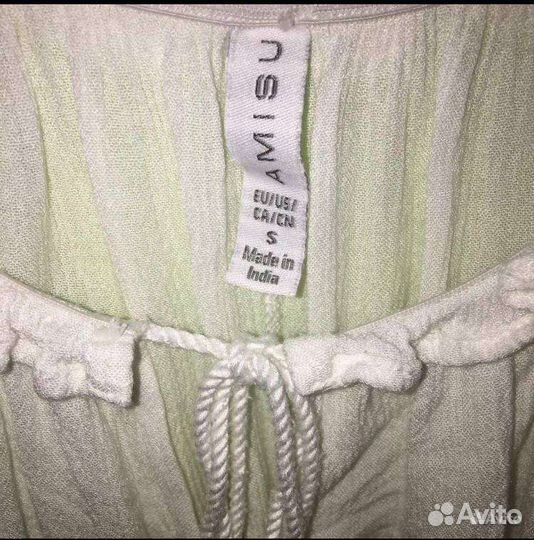 AMISU
EU/US/
CA/CN
S
Made in
India
Avito